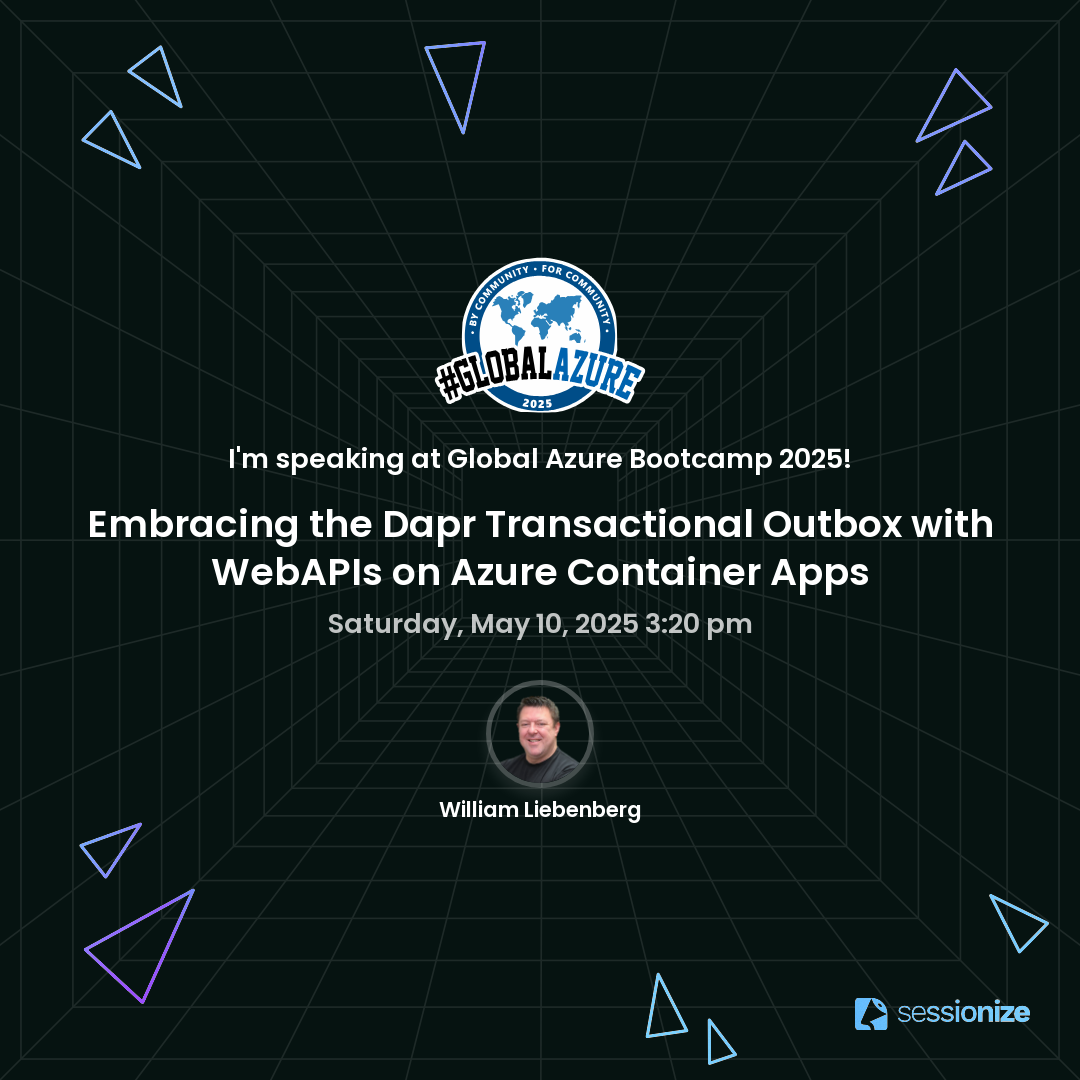 • BY COMMUNITY • FOR COMMUNITY •
#GLOBALAZURE
2025
I'm speaking at Global Azure Bootcamp 2025!
Embracing the Dapr Transactional Outbox with
WebAPIs on Azure Container Apps
Saturday, May 10, 2025 3:20 pm
William Liebenberg
sessionize